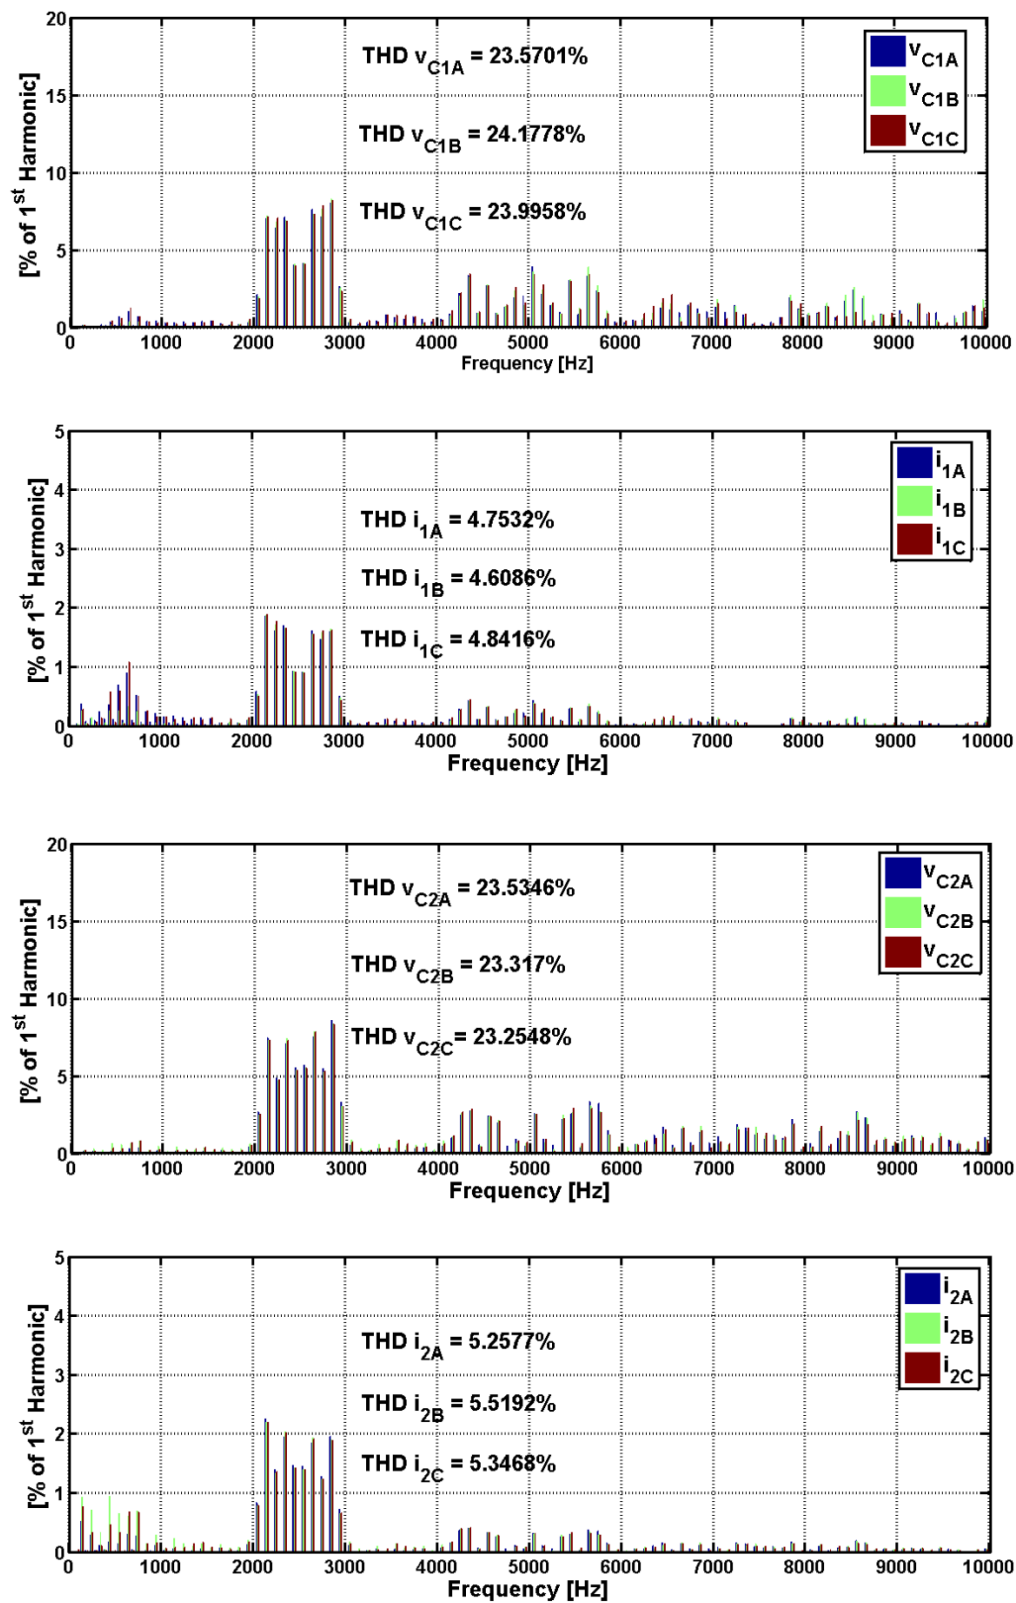 20
15
10
5
0
[% of 1st Harmonic]
THD vC1A = 23.5701%
THD vC1B = 24.1778%
THD vC1C = 23.9958%
vC1A
vC1B
vC1C
0 1000 2000 3000 4000 5000 6000 7000 8000 9000 10000
Frequency [Hz]
5
4
3
2
1
0
[% of 1st Harmonic]
THD i1A = 4.7532%
THD i1B = 4.6086%
THD i1C = 4.8416%
i1A
i1B
i1C
0 1000 2000 3000 4000 5000 6000 7000 8000 9000 10000
Frequency [Hz]
20
15
10
5
0
[% of 1st Harmonic]
THD vC2A = 23.5346%
THD vC2B = 23.317%
THD vC2C = 23.2548%
vC2A
vC2B
vC2C
0 1000 2000 3000 4000 5000 6000 7000 8000 9000 10000
Frequency [Hz]
5
4
3
2
1
0
[% of 1st Harmonic]
THD i2A = 5.2577%
THD i2B = 5.5192%
THD i2C = 5.3468%
i2A
i2B
i2C
0 1000 2000 3000 4000 5000 6000 7000 8000 9000 10000
Frequency [Hz]